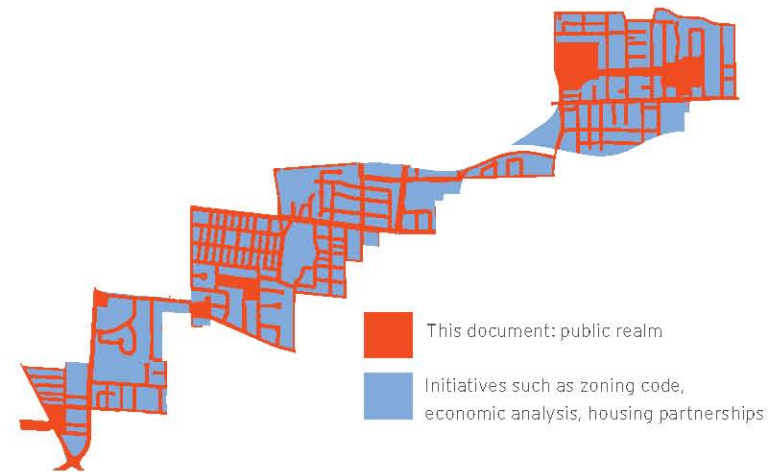 This document: public realm
Initiatives such as zoning code,
economic analysis, housing partnerships